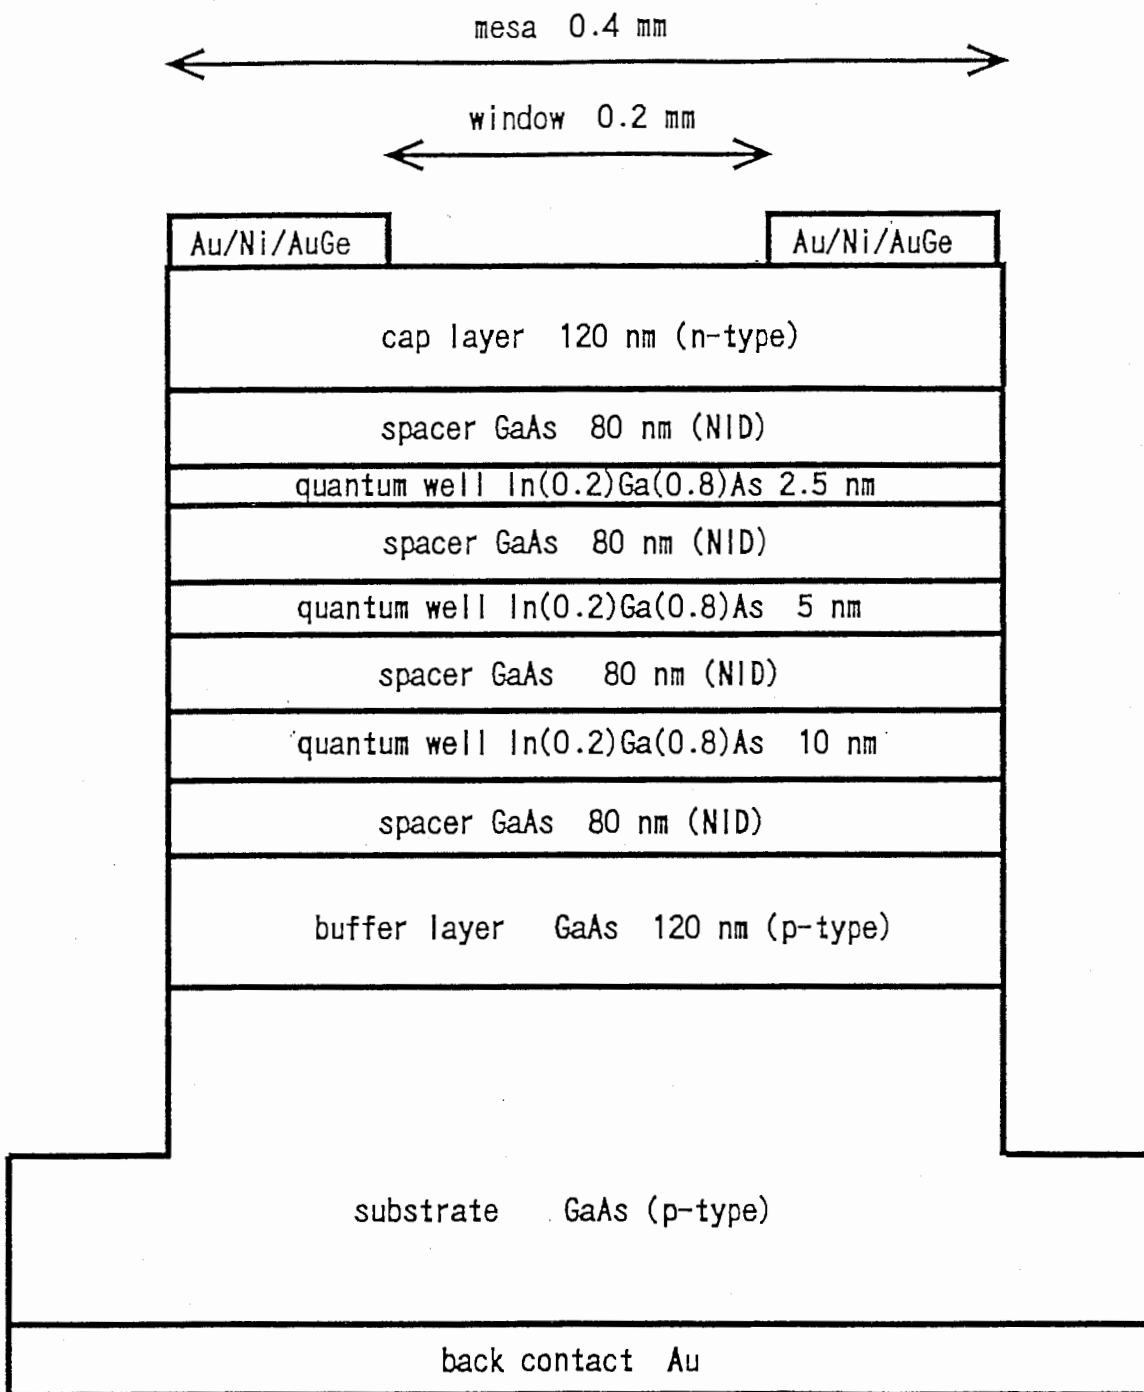 mesa 0.4 mm
window 0.2 mm
Au/Ni/AuGe Au/Ni/AuGe
cap layer 120 nm (n-type)
spacer GaAs 80 nm (NID)
quantum well In(0.2)Ga(0.8)As 2.5 nm
spacer GaAs 80 nm (NID)
quantum well In(0.2)Ga(0.8)As 5 nm
spacer GaAs 80 nm (NID)
quantum well In(0.2)Ga(0.8)As 10 nm
spacer GaAs 80 nm (NID)
buffer layer GaAs 120 nm (p-type)
substrate GaAs (p-type)
back contact Au